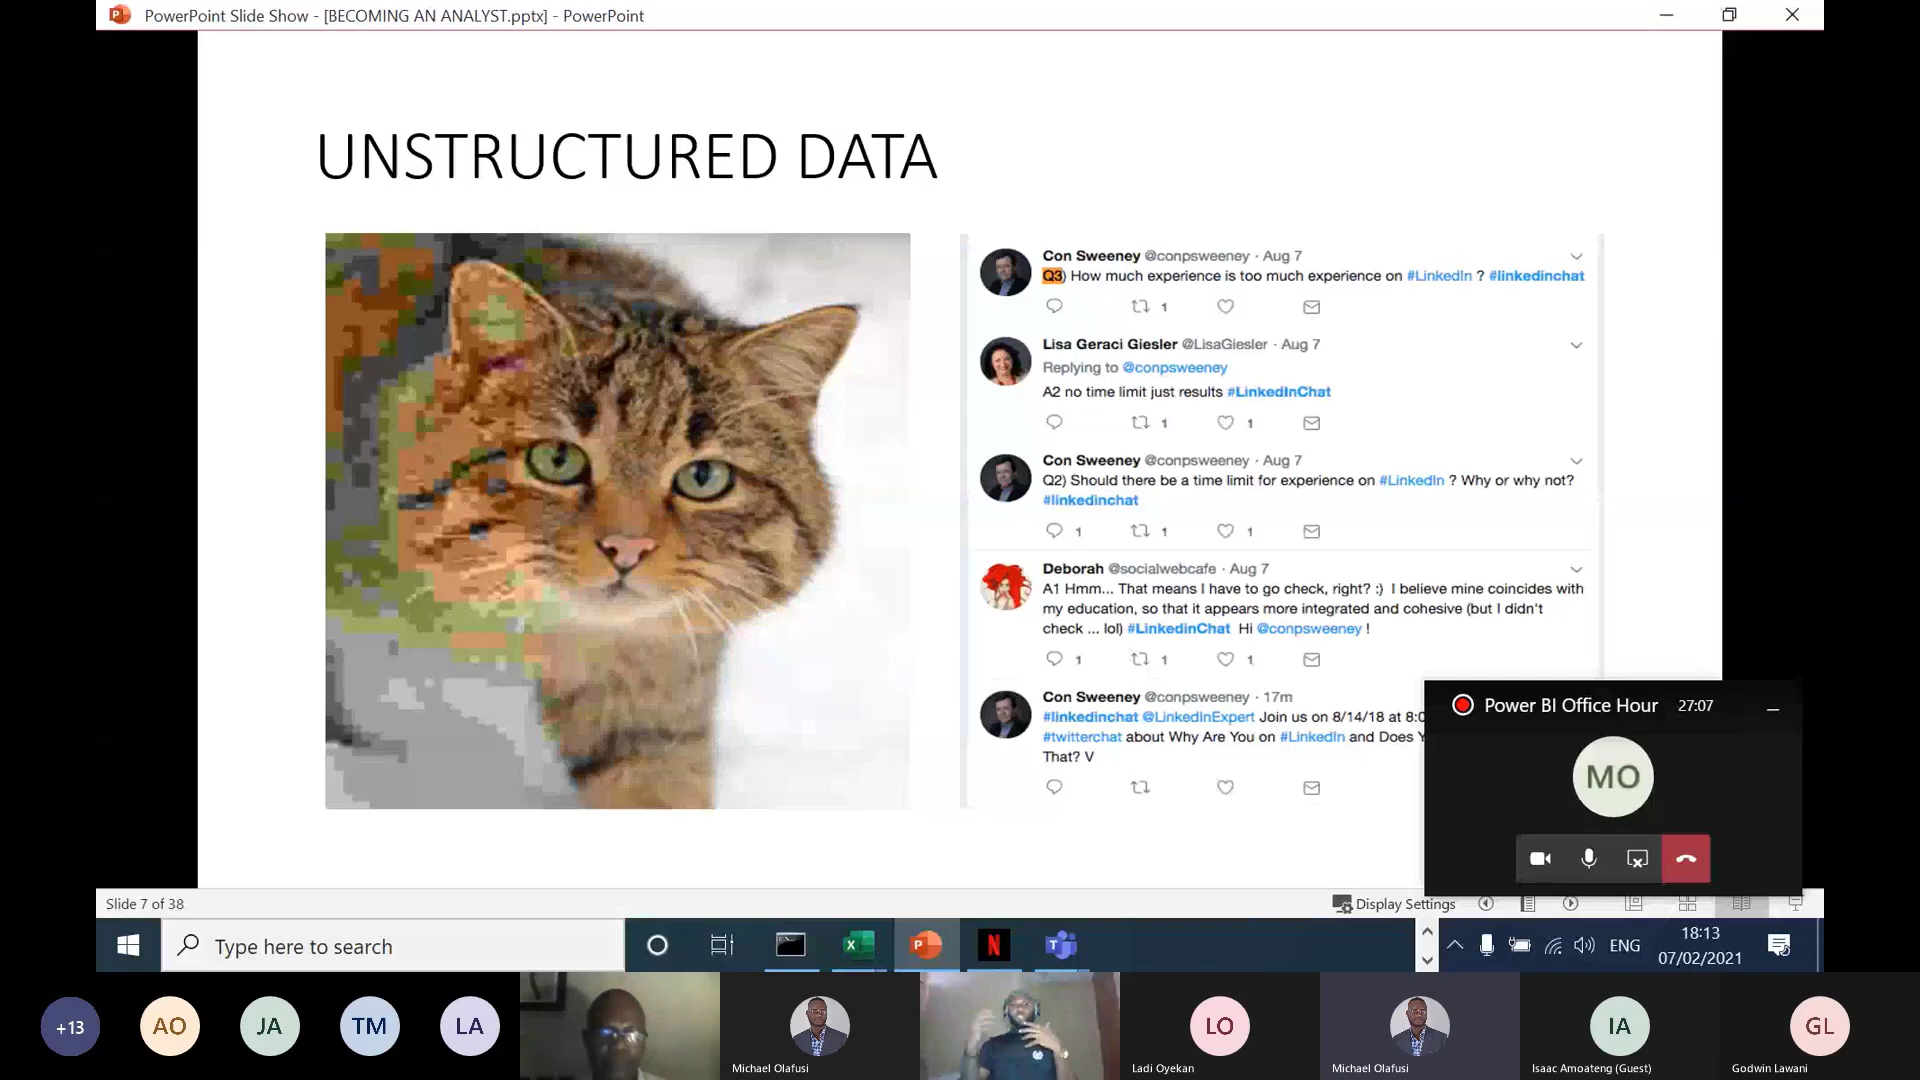 PowerPoint Slide Show - [BECOMING AN ANALYST.pptx] - PowerPoint
UNSTRUCTURED DATA
Con Sweeney @conpsweeney · Aug 7
Q3) How much experience is too much experience on #LinkedIn ? #linkedinchat
1
Lisa Geraci Giesler @LisaGiesler · Aug 7
Replying to @conpsweeney
A2 no time limit just results #LinkedInChat
1 1
Con Sweeney @conpsweeney · Aug 7
Q2) Should there be a time limit for experience on #LinkedIn ? Why or why not?
#linkedinchat
1 1 1
Deborah @socialwebcafe · Aug 7
A1 Hmm... That means I have to go check, right? :) I believe mine coincides with
my education, so that it appears more integrated and cohesive (but I didn't
check ... lol) #LinkedinChat Hi @conpsweeney !
1 1 1
Con Sweeney @conpsweeney · 17m
#linkedinchat @LinkedInExpert Join us on 8/14/18 at 8:0
#twitterchat about Why Are You on #LinkedIn and Does Y
That? V
Power BI Office Hour 27:07
MO
Slide 7 of 38
Display Settings
Type here to search
ENG
18:13
07/02/2021
+13
AO
JA
TM
LA
Michael Olafusi
LO
Ladi Oyekan
Michael Olafusi
IA
Isaac Amoateng (Guest)
GL
Godwin Lawani